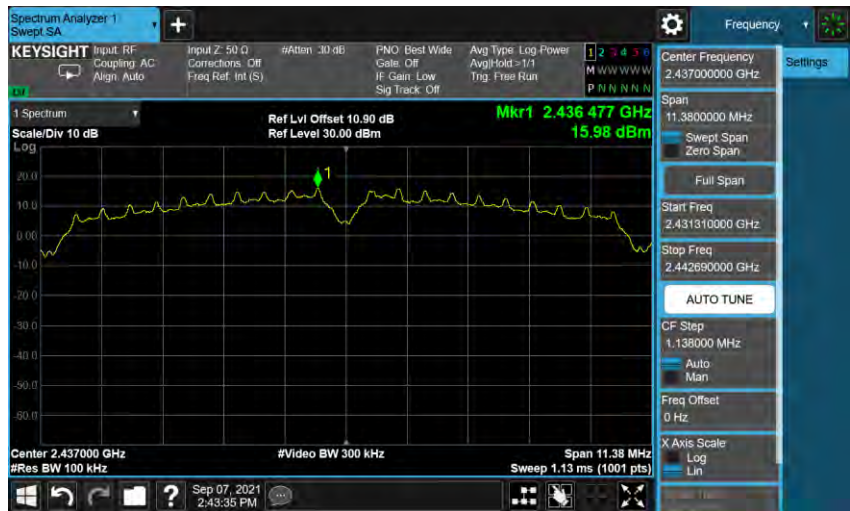 Spectrum Analyzer 1
Swept SA
Frequency
KEYSIGHT
Input: RF
Coupling: AC
Align: Auto
Input Z: 50 Ω
Corrections: Off
Freq Ref: Int (S)
#Atten: 30 dB
PNO: Best Wide
Gate: Off
IF Gain: Low
Sig Track: Off
Avg Type: Log-Power
Avg|Hold:>1/1
Trig: Free Run
1 2 3 4 5 6
M W W W W W
P N N N N N
1 Spectrum
Scale/Div 10 dB
Log
Ref Lvl Offset 10.90 dB
Ref Level 30.00 dBm
Mkr1 2.436 477 GHz
15.98 dBm
1
20.0
10.0
0.00
-10.0
-20.0
-30.0
-40.0
-50.0
-60.0
Center 2.437000 GHz
#Res BW 100 kHz
#Video BW 300 kHz
Span 11.38 MHz
Sweep 1.13 ms (1001 pts)
Center Frequency
2.437000000 GHz
Settings
Span
11.3800000 MHz
Swept Span
Zero Span
Full Span
Start Freq
2.431310000 GHz
Stop Freq
2.442690000 GHz
AUTO TUNE
CF Step
1.138000 MHz
Auto
Man
Freq Offset
0 Hz
X Axis Scale
Log
Lin
?
Sep 07, 2021
2:43:35 PM